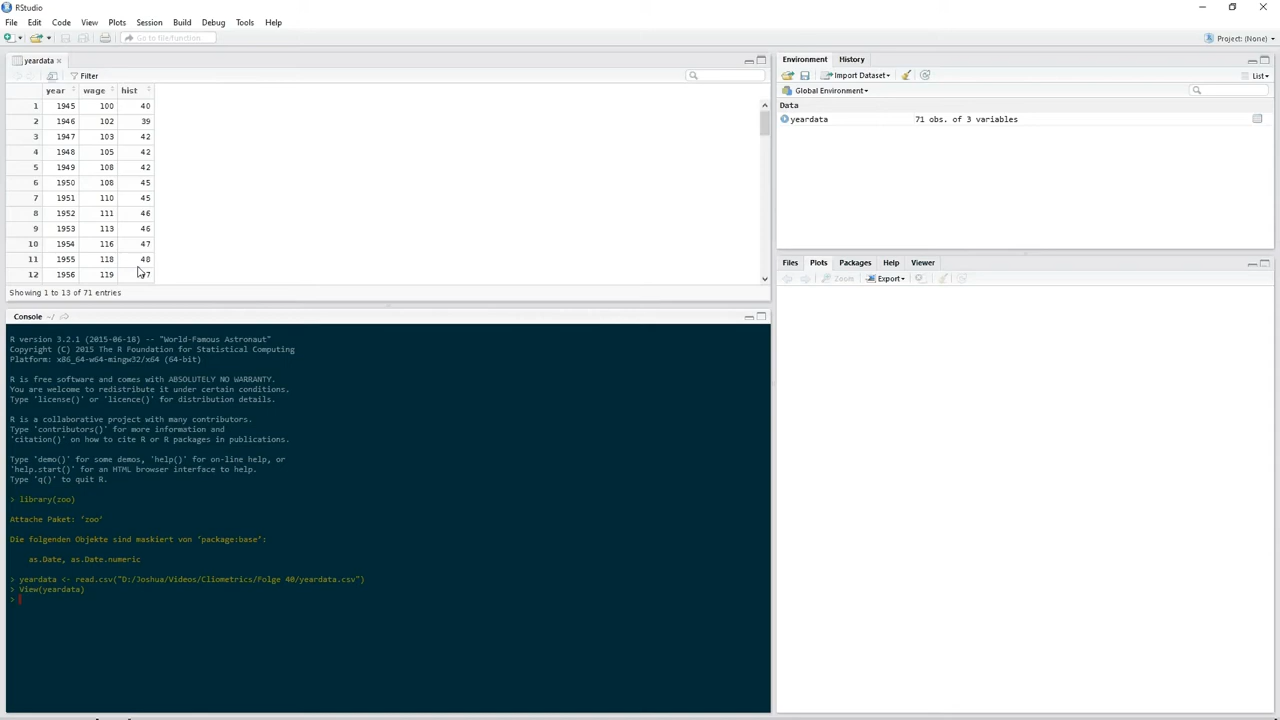 RStudio
File Edit Code View Plots Session Build Debug Tools Help
Go to file/function
Project: (None)
yeardata
Filter
year wage hist
1 1945 100 40
2 1946 102 39
3 1947 103 42
4 1948 105 42
5 1949 108 42
6 1950 108 45
7 1951 110 45
8 1952 111 46
9 1953 113 46
10 1954 116 47
11 1955 118 48
12 1956 119
Showing 1 to 13 of 71 entries
Console ~/
R version 3.2.1 (2015-06-18) -- "World-Famous Astronaut"
Copyright (C) 2015 The R Foundation for Statistical Computing
Platform: x86_64-w64-mingw32/x64 (64-bit)
R is free software and comes with ABSOLUTELY NO WARRANTY.
You are welcome to redistribute it under certain conditions.
Type 'license()' or 'licence()' for distribution details.
R is a collaborative project with many contributors.
Type 'contributors()' for more information and
'citation()' on how to cite R or R packages in publications.
Type 'demo()' for some demos, 'help()' for on-line help, or
'help.start()' for an HTML browser interface to help.
Type 'q()' to quit R.
> library(zoo)
Attache Paket: ‘zoo’
Die folgenden Objekte sind maskiert von ‘package:base’:
as.Date, as.Date.numeric
> yeardata <- read.csv("D:/Joshua/Videos/Cliometrics/Folge 40/yeardata.csv")
> View(yeardata)
>
Environment History
Import Dataset
List
Global Environment
Data
yeardata 71 obs. of 3 variables
Files Plots Packages Help Viewer
Zoom Export